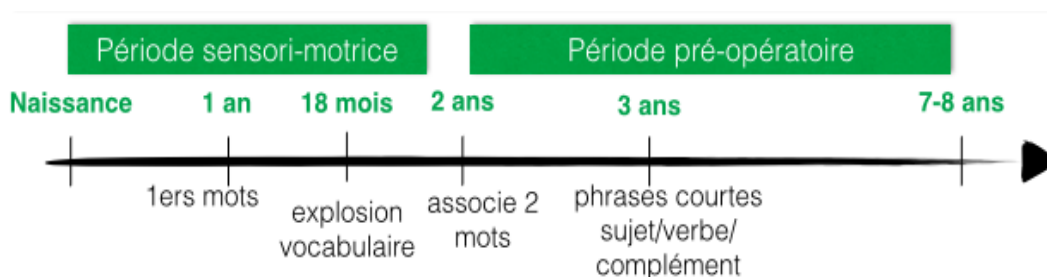 Période sensori-motrice Période pré-opératoire
Naissance 1 an 18 mois 2 ans 3 ans 7-8 ans
1ers mots
explosion
vocabulaire
associe 2
mots
phrases courtes
sujet/verbe/
complément